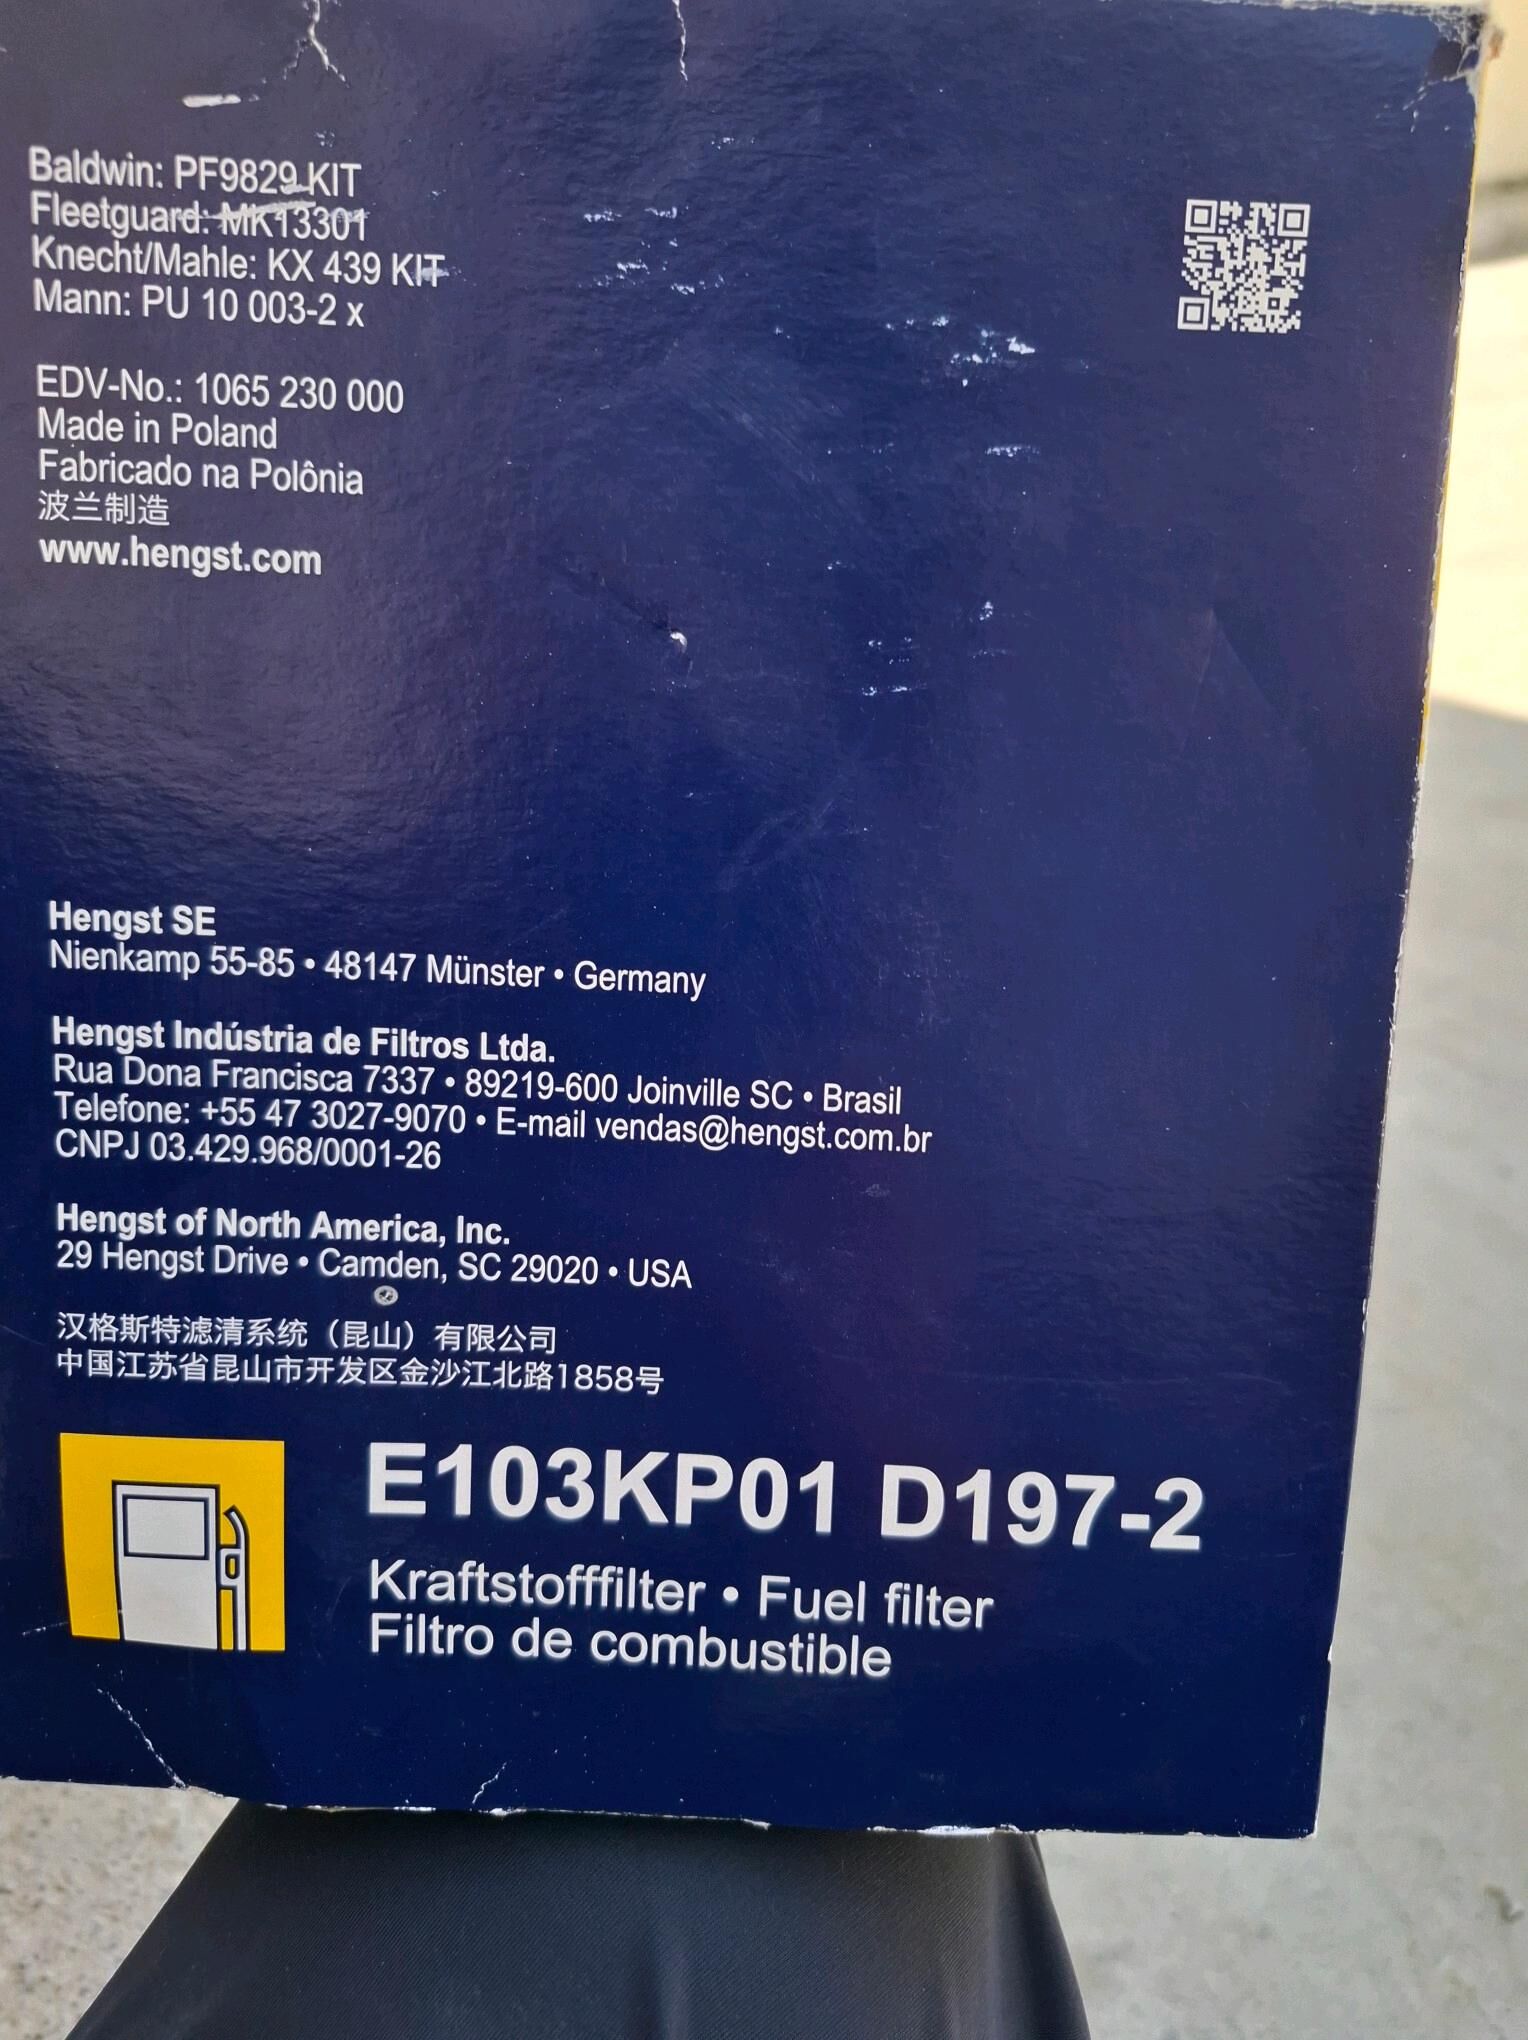 Baldwin: PF9829 KIT
Fleetguard: MK13301
Knecht/Mahle: KX 439 KIT
Mann: PU 10 003-2 x
EDV-No.: 1065 230 000
Made in Poland
Fabricado na Polônia
波兰制造
www.hengst.com
Hengst SE
Nienkamp 55-85 • 48147 Münster • Germany
Hengst Indústria de Filtros Ltda.
Rua Dona Francisca 7337 • 89219-600 Joinville SC • Brasil
Telefone: +55 47 3027-9070 • E-mail vendas@hengst.com.br
CNPJ 03.429.968/0001-26
Hengst of North America, Inc.
29 Hengst Drive • Camden, SC 29020 • USA
汉格斯特滤清系统（昆山）有限公司
中国江苏省昆山市开发区金沙江北路1858号
E103KP01 D197-2
Kraftstofffilter • Fuel filter
Filtro de combustible